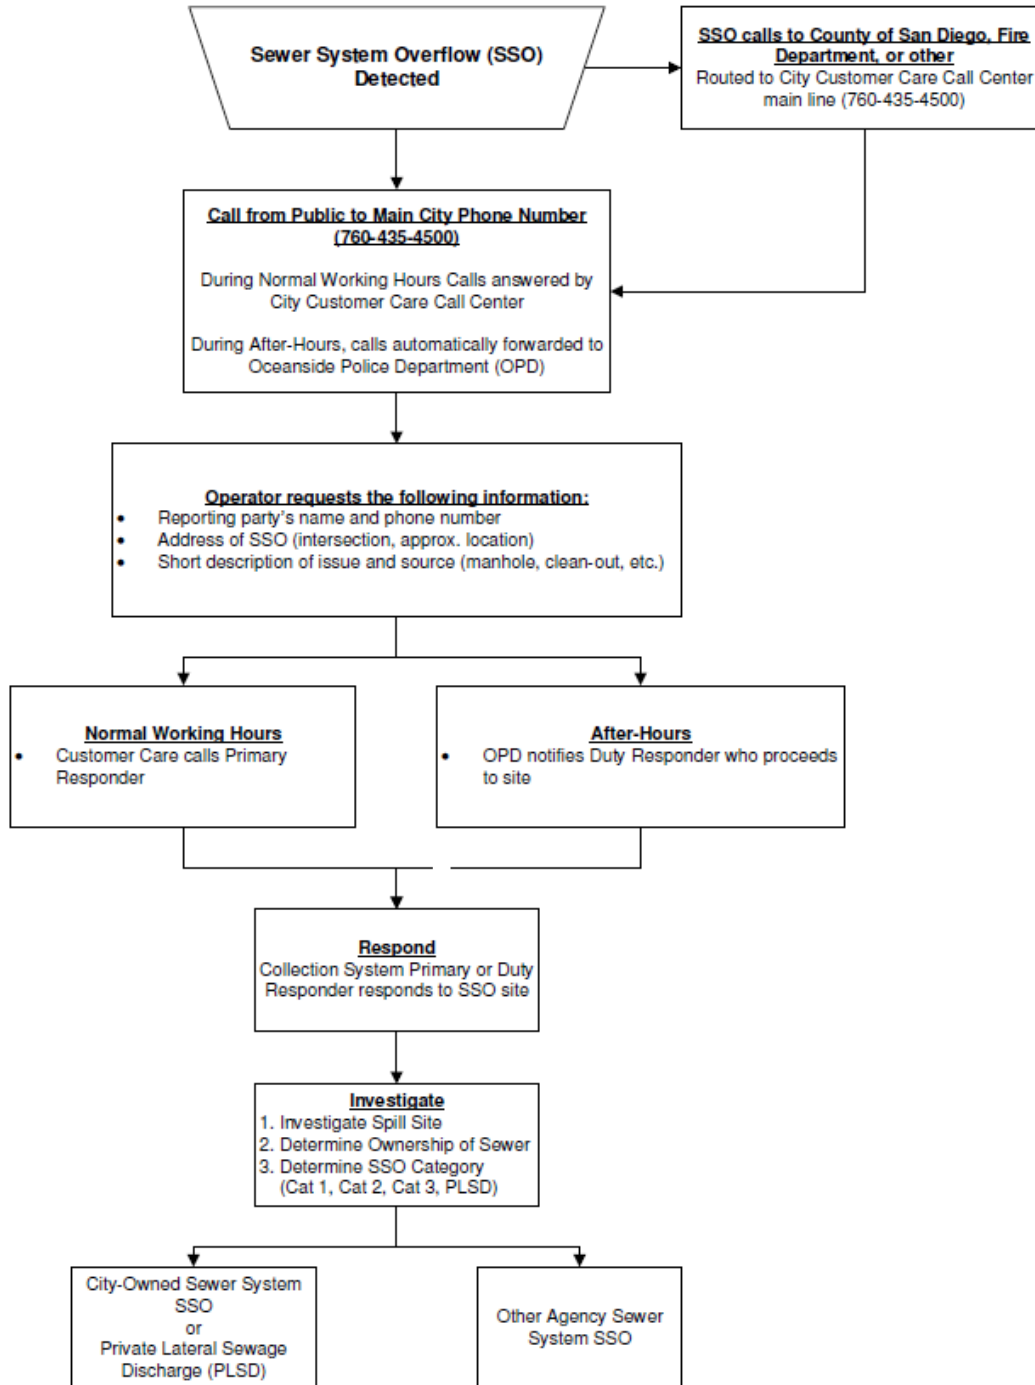 Sewer System Overflow (SSO)
Detected
SSO calls to County of San Diego, Fire
Department, or other
Routed to City Customer Care Call Center
main line (760-435-4500)
Call from Public to Main City Phone Number
(760-435-4500)
During Normal Working Hours Calls answered by
City Customer Care Call Center
During After-Hours, calls automatically forwarded to
Oceanside Police Department (OPD)
Operator requests the following information:
• Reporting party's name and phone number
• Address of SSO (intersection, approx. location)
• Short description of issue and source (manhole, clean-out, etc.)
Normal Working Hours
• Customer Care calls Primary
Responder
After-Hours
• OPD notifies Duty Responder who proceeds
to site
Respond
Collection System Primary or Duty
Responder responds to SSO site
Investigate
1. Investigate Spill Site
2. Determine Ownership of Sewer
3. Determine SSO Category
(Cat 1, Cat 2, Cat 3, PLSD)
City-Owned Sewer System
SSO
or
Private Lateral Sewage
Discharge (PLSD)
Other Agency Sewer
System SSO